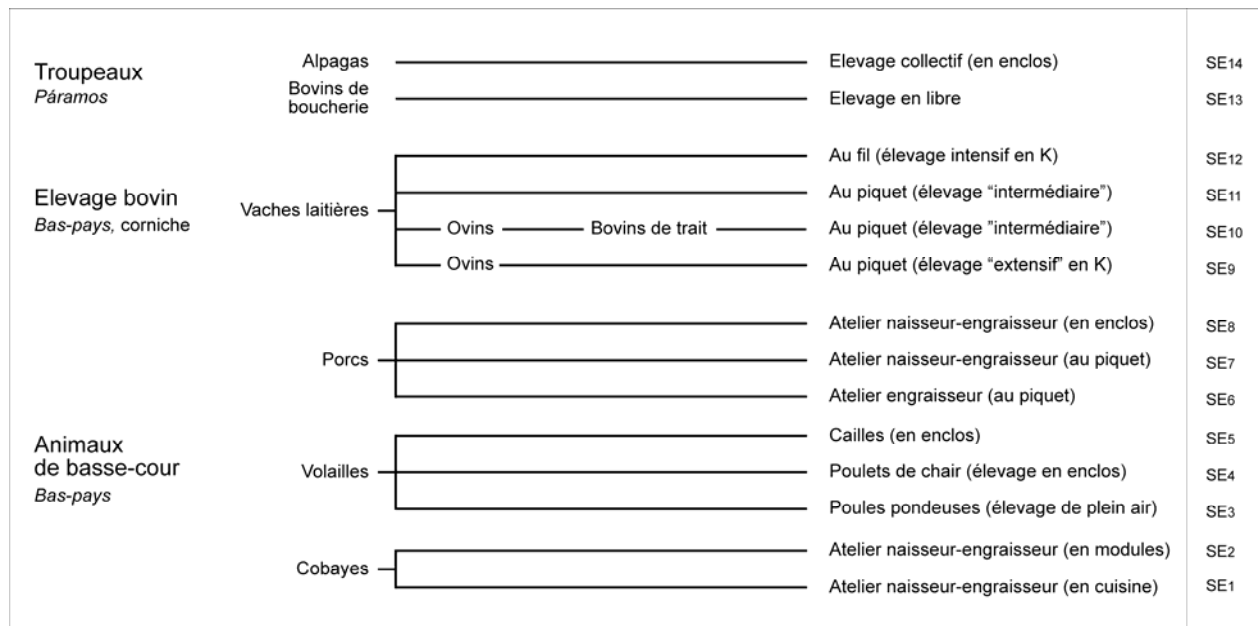 Troupeaux
Páramos
Alpagas
Elevage collectif (en enclos)
SE14
Bovins de
boucherie
Elevage en libre
SE13
Elevage bovin
Bas-pays, corniche
Vaches laitières
Au fil (élevage intensif en K)
SE12
Au piquet (élevage “intermédiaire”)
SE11
Ovins
Bovins de trait
Au piquet (élevage ”intermédiaire”)
SE10
Ovins
Au piquet (élevage “extensif” en K)
SE9
Animaux
de basse-cour
Bas-pays
Porcs
Atelier naisseur-engraisseur (en enclos)
SE8
Atelier naisseur-engraisseur (au piquet)
SE7
Atelier engraisseur (au piquet)
SE6
Volailles
Cailles (en enclos)
SE5
Poulets de chair (élevage en enclos)
SE4
Poules pondeuses (élevage de plein air)
SE3
Cobayes
Atelier naisseur-engraisseur (en modules)
SE2
Atelier naisseur-engraisseur (en cuisine)
SE1